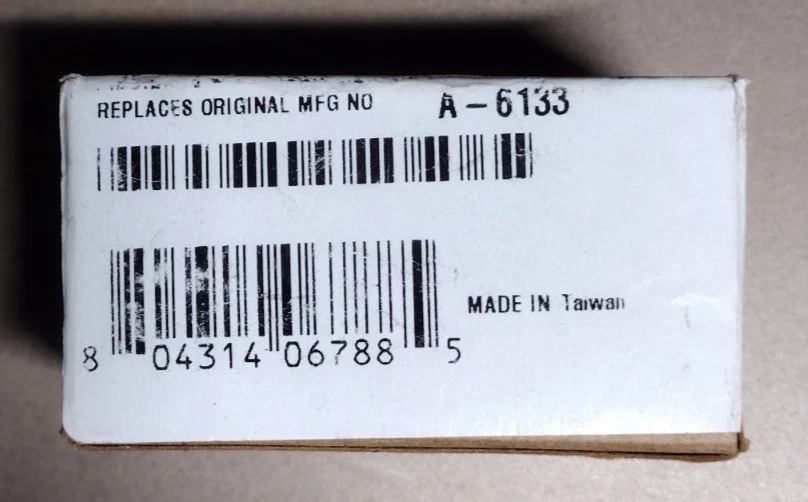 REPLACES ORIGINAL MFG NO A-6133
MADE IN Taiwan
8 04314 06788 5